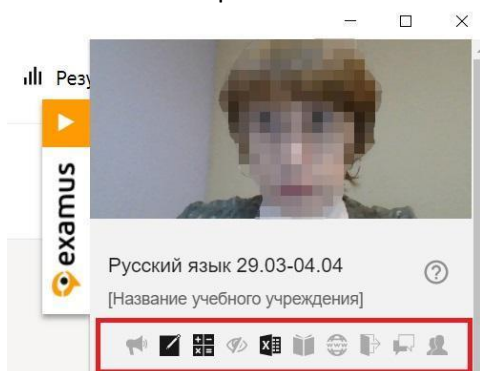 Резу
examus
Русский язык 29.03-04.04
[Название учебного учреждения]